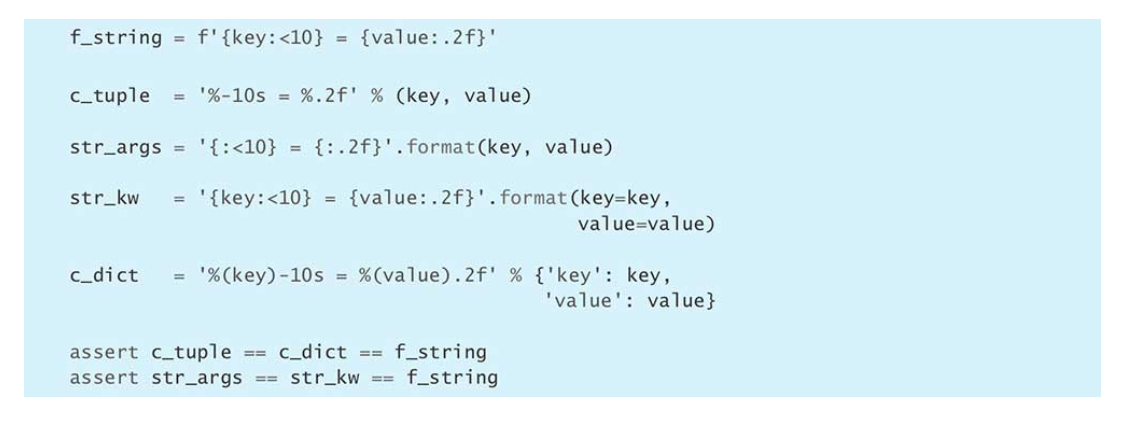 f_string = f'{key:<10} = {value:.2f}'
c_tuple  = '%-10s = %.2f' % (key, value)
str_args = '{:<10} = {:.2f}'.format(key, value)
str_kw   = '{key:<10} = {value:.2f}'.format(key=key,
                                            value=value)
c_dict   = '%(key)-10s = %(value).2f' % {'key': key,
                                         'value': value}
assert c_tuple == c_dict == f_string
assert str_args == str_kw == f_string